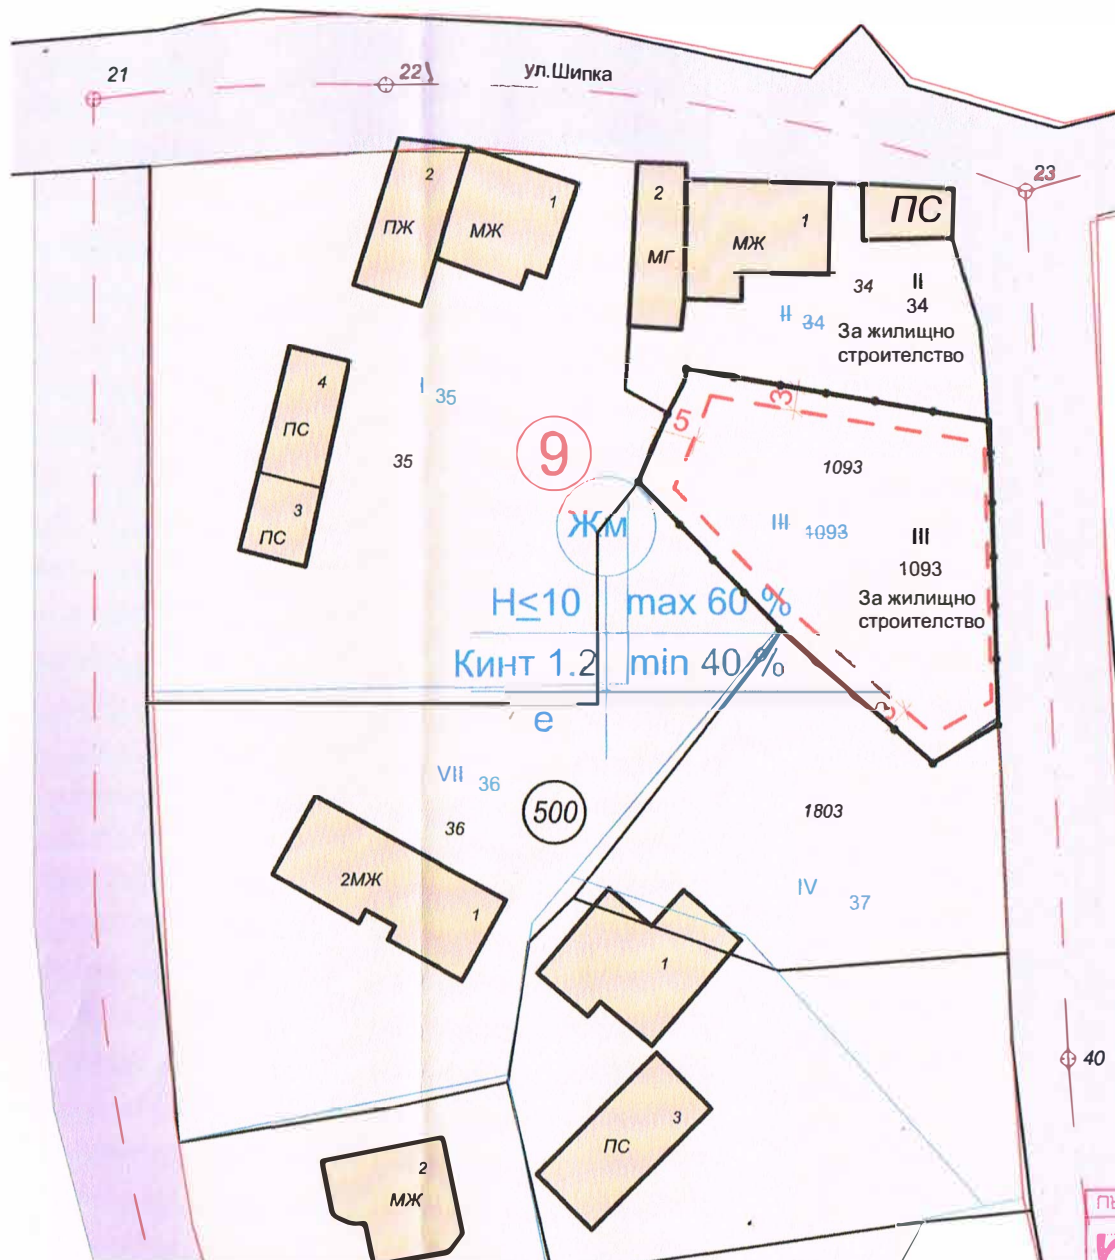 21
22
ул.Шипка
23
2
ПЖ
1
МЖ
2
МГ
1
МЖ
ПС
34
II
34
II 34
За жилищно
строителство
4
ПС
3
ПС
I 35
35
9
5
3
1093
III 1093
III
1093
За жилищно
строителство
Жм
H≤10 max 60 %
Кинт 1.2 min 40 %
е
VII 36
36
500
1803
IV 37
2МЖ
1
1
40
3
ПС
2
МЖ